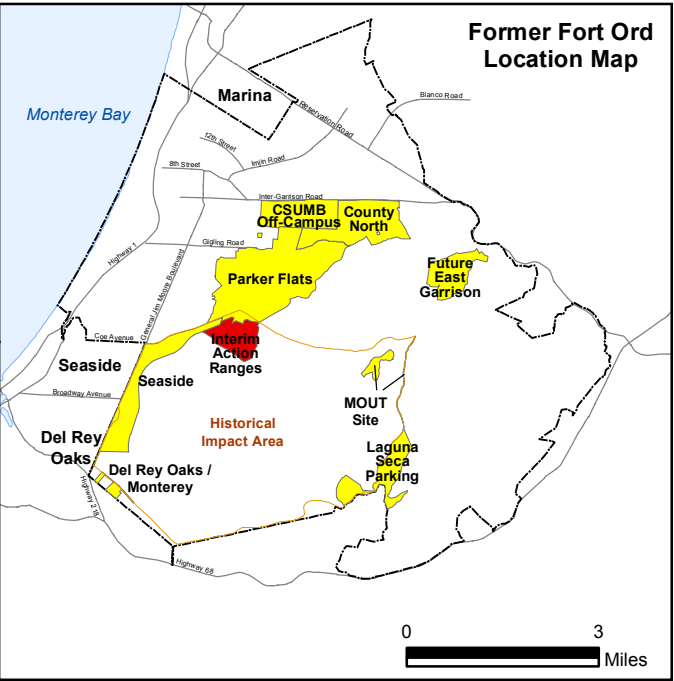 Former Fort Ord
Location Map
Marina
Monterey Bay
Blanco Road
Reservation Road
12th Street
Imjin Road
8th Street
Inter-Garrison Road
CSUMB
Off-Campus
County
North
Highway 1
Gigling Road
General Jim Moore Boulevard
Parker Flats
Future
East
Garrison
Coe Avenue
Interim
Action
Ranges
Seaside
Seaside
Broadway Avenue
MOUT
Site
Historical
Impact Area
Del Rey
Oaks
Laguna
Seca
Parking
Del Rey Oaks /
Monterey
Highway 218
Highway 68
0 3
Miles